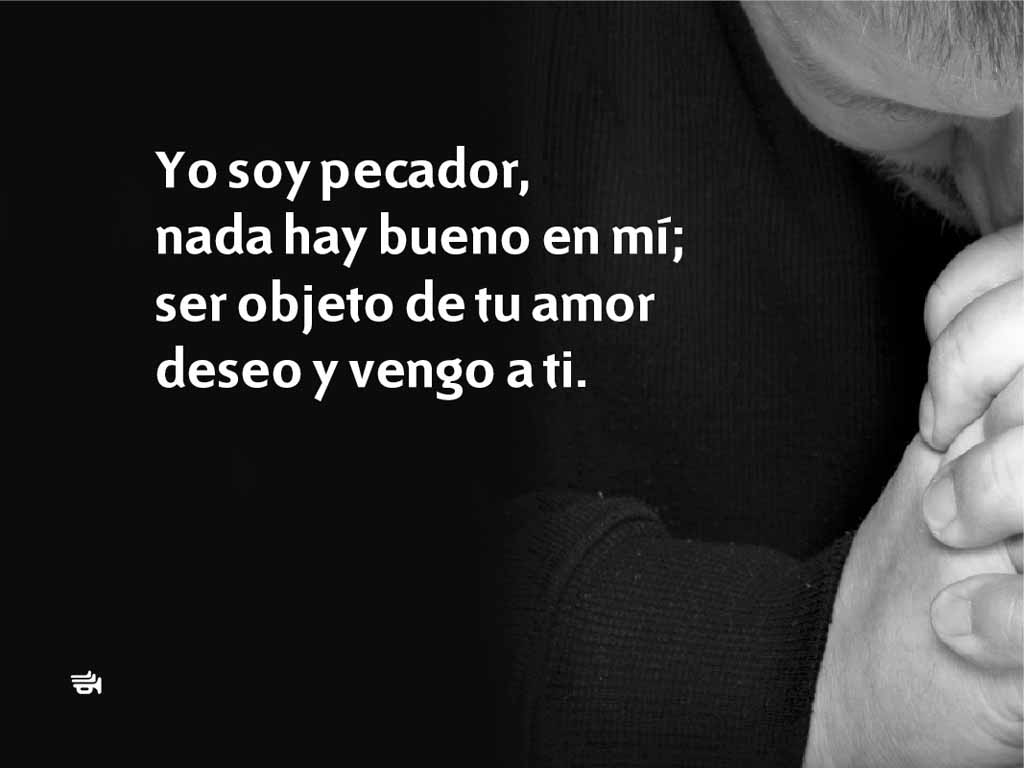 Yo soy pecador,
nada hay bueno en mí;
ser objeto de tu amor
deseo y vengo a ti.